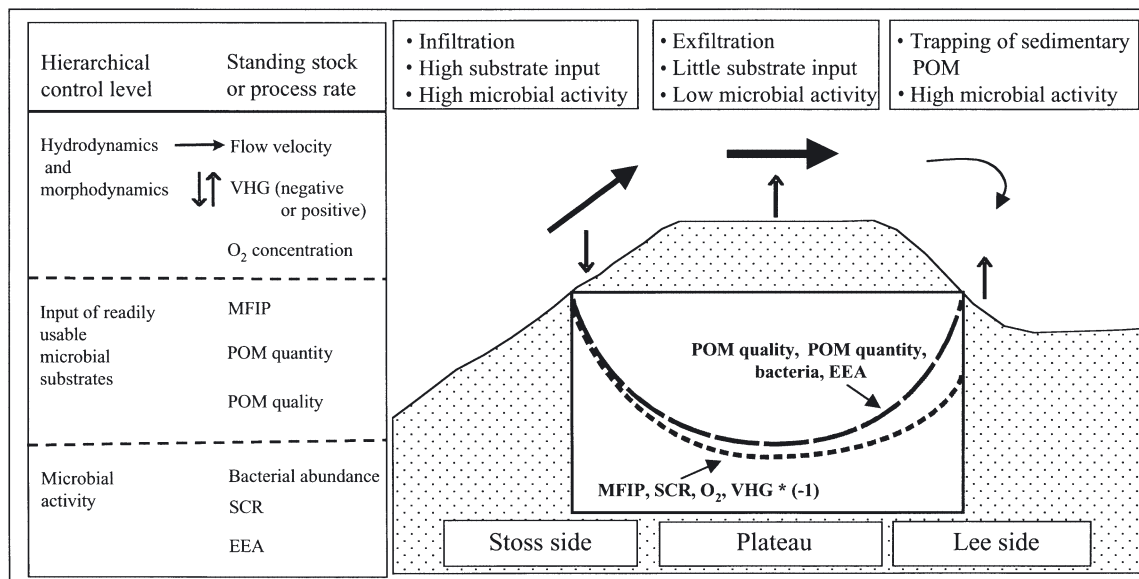 Hierarchical control level
Standing stock or process rate
Hydrodynamics and morphodynamics
Flow velocity
VHG (negative or positive)
O₂ concentration
Input of readily usable microbial substrates
MFIP
POM quantity
POM quality
Microbial activity
Bacterial abundance
SCR
EEA
• Infiltration
• High substrate input
• High microbial activity
• Exfiltration
• Little substrate input
• Low microbial activity
• Trapping of sedimentary
POM
• High microbial activity
POM quality, POM quantity,
bacteria, EEA
MFIP, SCR, O₂, VHG * (-1)
Stoss side
Plateau
Lee side